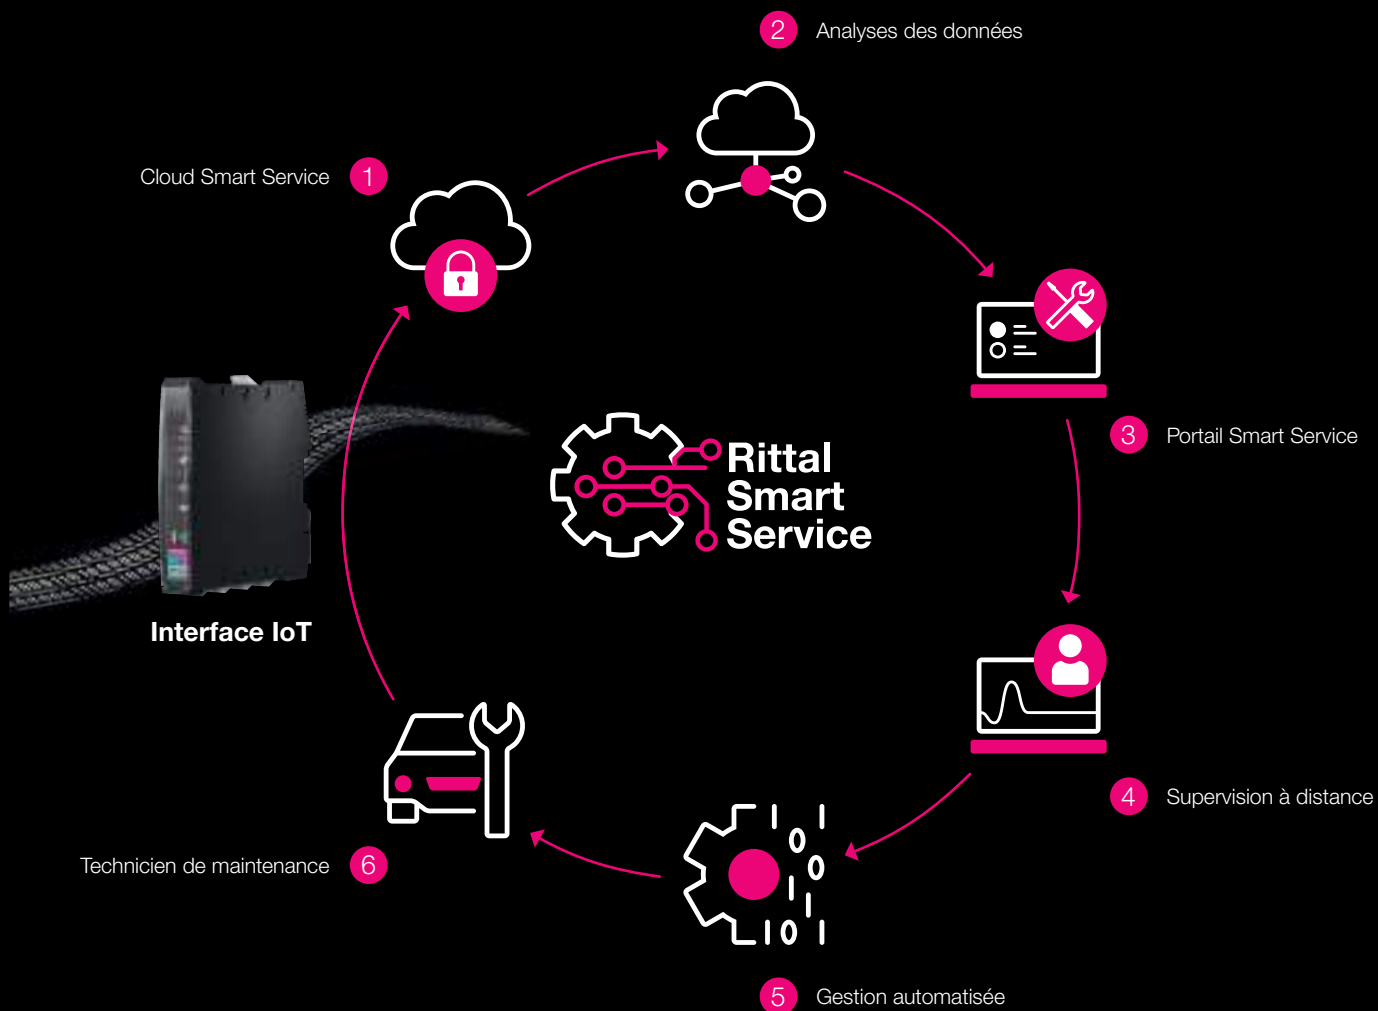 2 Analyses des données
Cloud Smart Service 1
3 Portail Smart Service
Rittal
Smart
Service
Interface IoT
4 Supervision à distance
Technicien de maintenance 6
5 Gestion automatisée